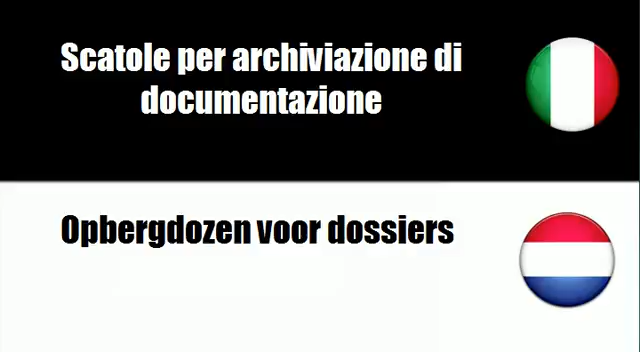 Scatole per archiviazione di
documentazione
Opbergdozen voor dossiers